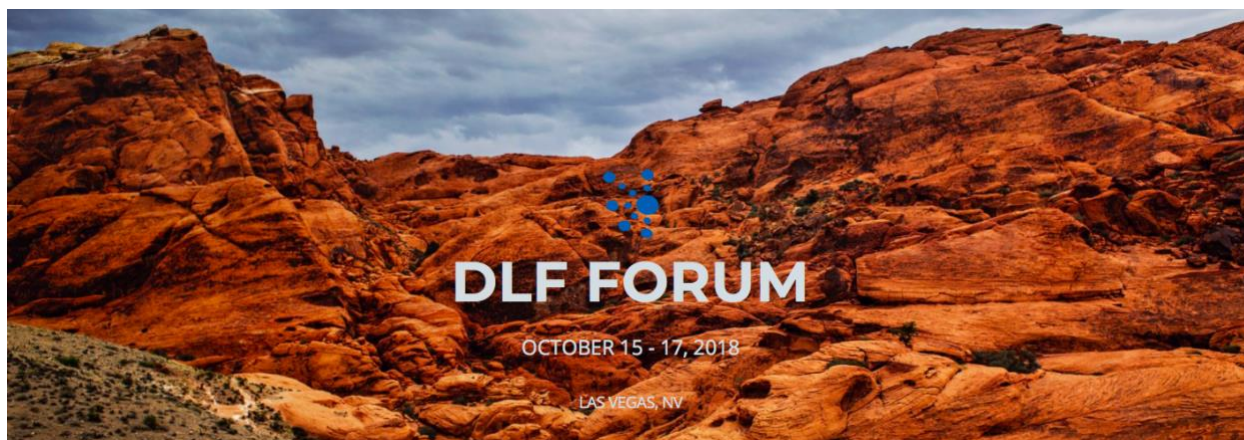 DLF FORUM
OCTOBER 15 - 17, 2018
LAS VEGAS, NV